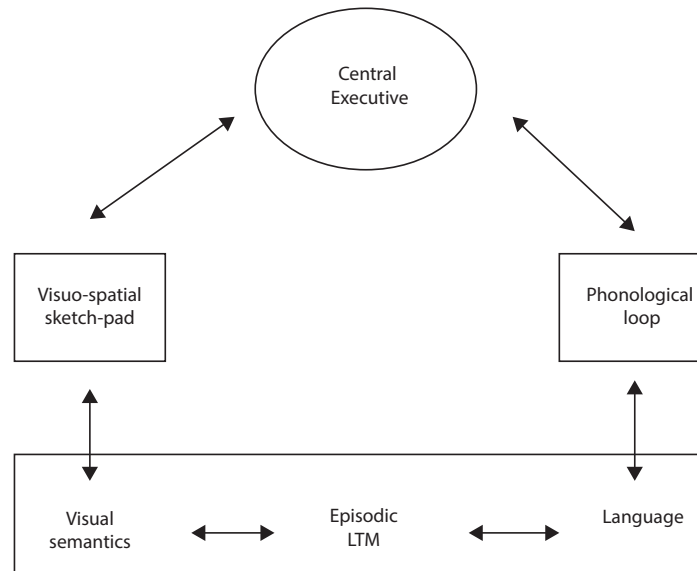 Central
Executive
Visuo-spatial
sketch-pad
Phonological
loop
Visual
semantics
Episodic
LTM
Language